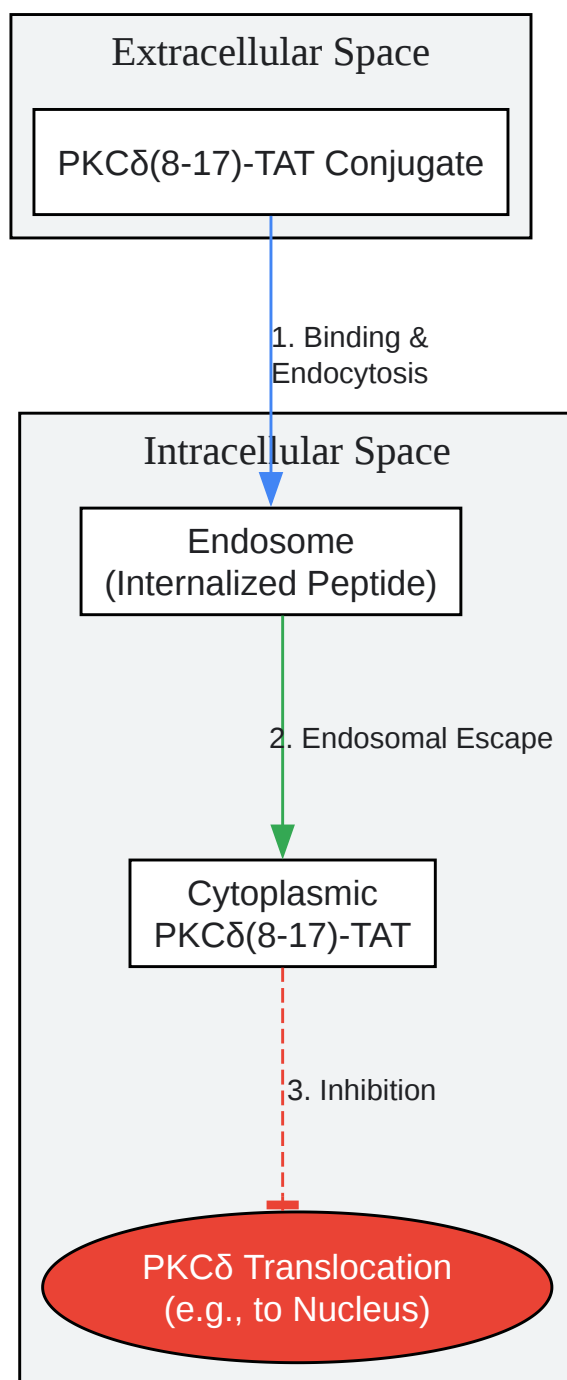 Extracellular Space
PKCδ(8-17)-TAT Conjugate
1. Binding &
Endocytosis
Intracellular Space
Endosome
(Internalized Peptide)
2. Endosomal Escape
Cytoplasmic
PKCδ(8-17)-TAT
3. Inhibition
PKCδ Translocation
(e.g., to Nucleus)